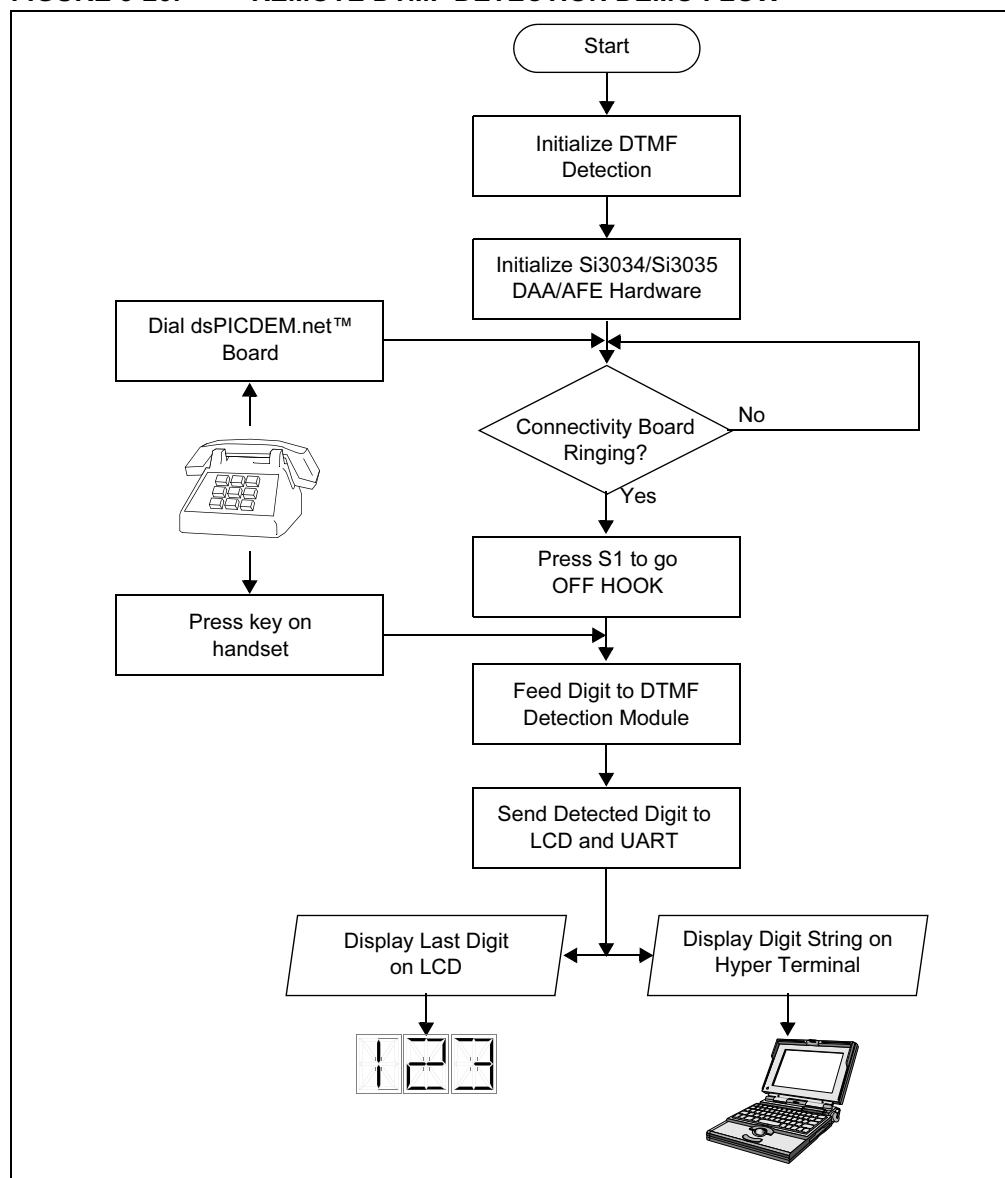 Start
Initialize DTMF
Detection
Initialize Si3034/Si3035
DAA/AFE Hardware
Dial dsPICDEM.net™
Board
Connectivity Board
Ringing?
No
Yes
Press S1 to go
OFF HOOK
Press key on
handset
Feed Digit to DTMF
Detection Module
Send Detected Digit to
LCD and UART
Display Last Digit
on LCD
Display Digit String on
Hyper Terminal
123